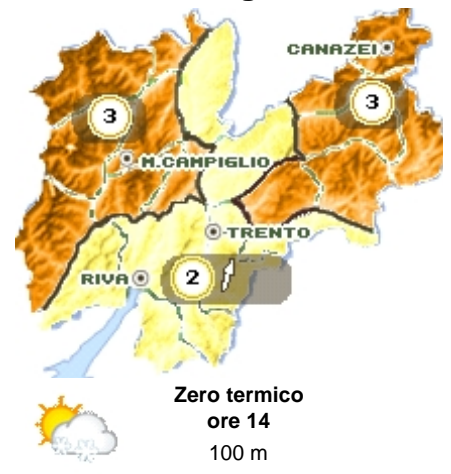 CANAZEI
3
3
M.CAMPIGLIO
TRENTO
RIVA
2
Zero termico
ore 14
100 m